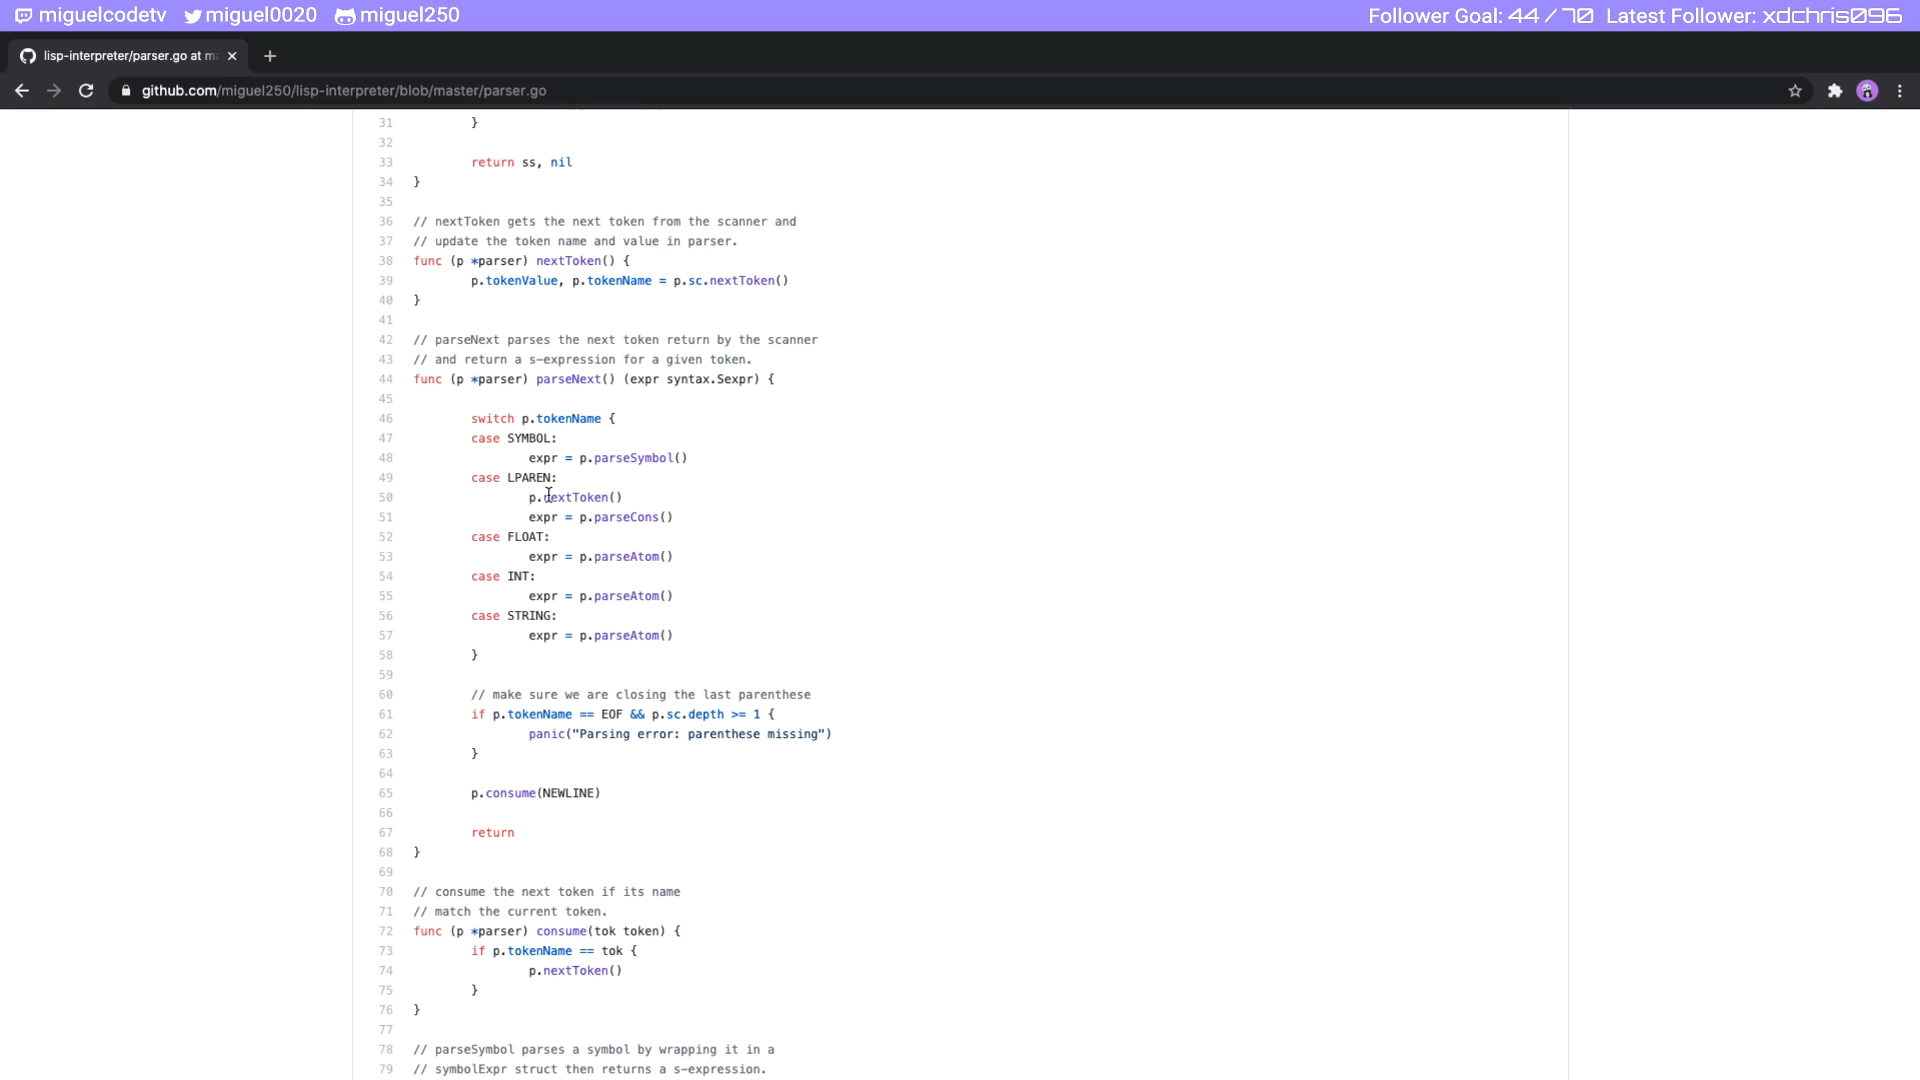 miguelcodetv miguel0020 miguel250 Follower Goal: 44 / 70 Latest Follower: xdchris096
lisp-interpreter/parser.go at m
github.com/miguel250/lisp-interpreter/blob/master/parser.go
31 }
32
33 return ss, nil
34 }
35
36 // nextToken gets the next token from the scanner and
37 // update the token name and value in parser.
38 func (p *parser) nextToken() {
39 p.tokenValue, p.tokenName = p.sc.nextToken()
40 }
41
42 // parseNext parses the next token return by the scanner
43 // and return a s-expression for a given token.
44 func (p *parser) parseNext() (expr syntax.Sexpr) {
45
46 switch p.tokenName {
47 case SYMBOL:
48 expr = p.parseSymbol()
49 case LPAREN:
50 p.nextToken()
51 expr = p.parseCons()
52 case FLOAT:
53 expr = p.parseAtom()
54 case INT:
55 expr = p.parseAtom()
56 case STRING:
57 expr = p.parseAtom()
58 }
59
60 // make sure we are closing the last parenthese
61 if p.tokenName == EOF && p.sc.depth >= 1 {
62 panic("Parsing error: parenthese missing")
63 }
64
65 p.consume(NEWLINE)
66
67 return
68 }
69
70 // consume the next token if its name
71 // match the current token.
72 func (p *parser) consume(tok token) {
73 if p.tokenName == tok {
74 p.nextToken()
75 }
76 }
77
78 // parseSymbol parses a symbol by wrapping it in a
79 // symbolExpr struct then returns a s-expression.